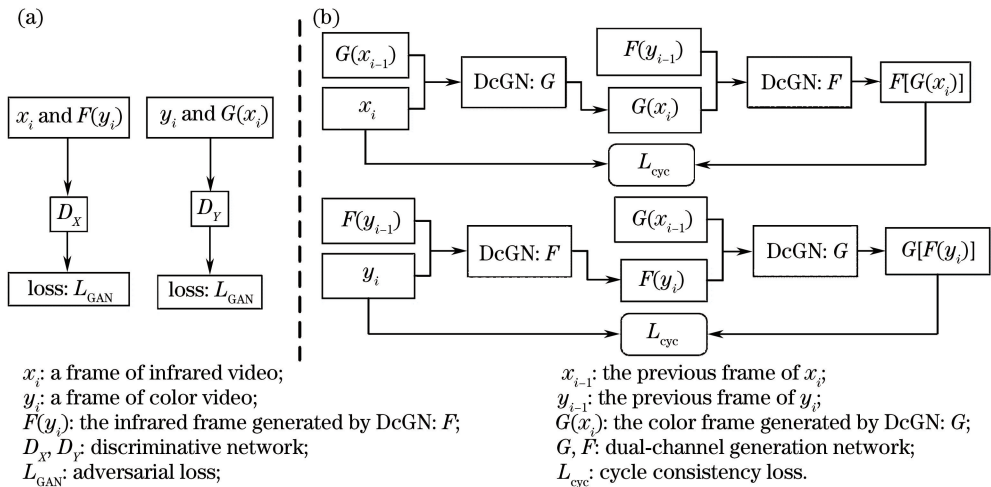 (a)
x_i and F(y_i)
y_i and G(x_i)
D_X
D_Y
loss: L_GAN
loss: L_GAN
(b)
G(x_{i–1})
x_i
DcGN: G
F(y_{i–1})
G(x_i)
DcGN: F
F[G(x_i)]
L_cyc
F(y_{i–1})
y_i
DcGN: F
G(x_{i–1})
F(y_i)
DcGN: G
G[F(y_i)]
L_cyc
x_i: a frame of infrared video;
x_{i–1}: the previous frame of x_i;
y_i: a frame of color video;
y_{i–1}: the previous frame of y_i;
F(y_i): the infrared frame generated by DcGN: F;
G(x_i): the color frame generated by DcGN: G;
D_X, D_Y: discriminative network;
G, F: dual-channel generation network;
L_GAN: adversarial loss;
L_cyc: cycle consistency loss.